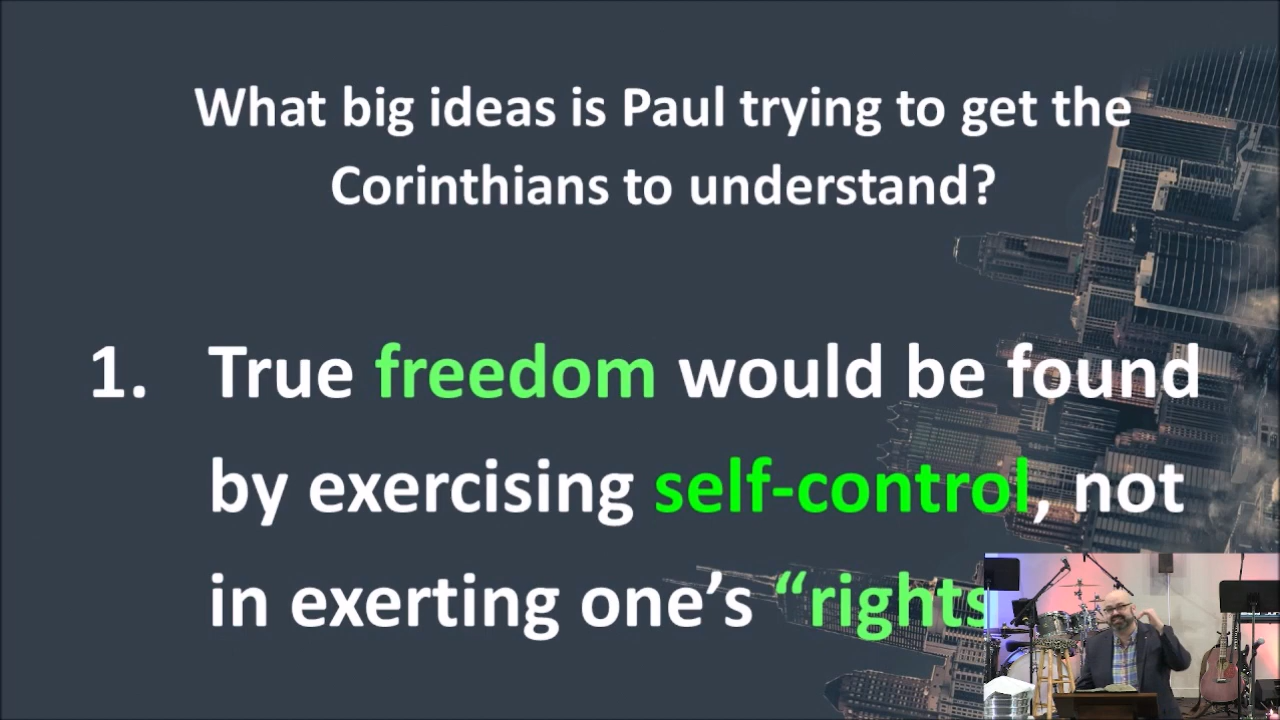 What big ideas is Paul trying to get the
Corinthians to understand?
1. True freedom would be found
by exercising self-control, not
in exerting one’s “rights